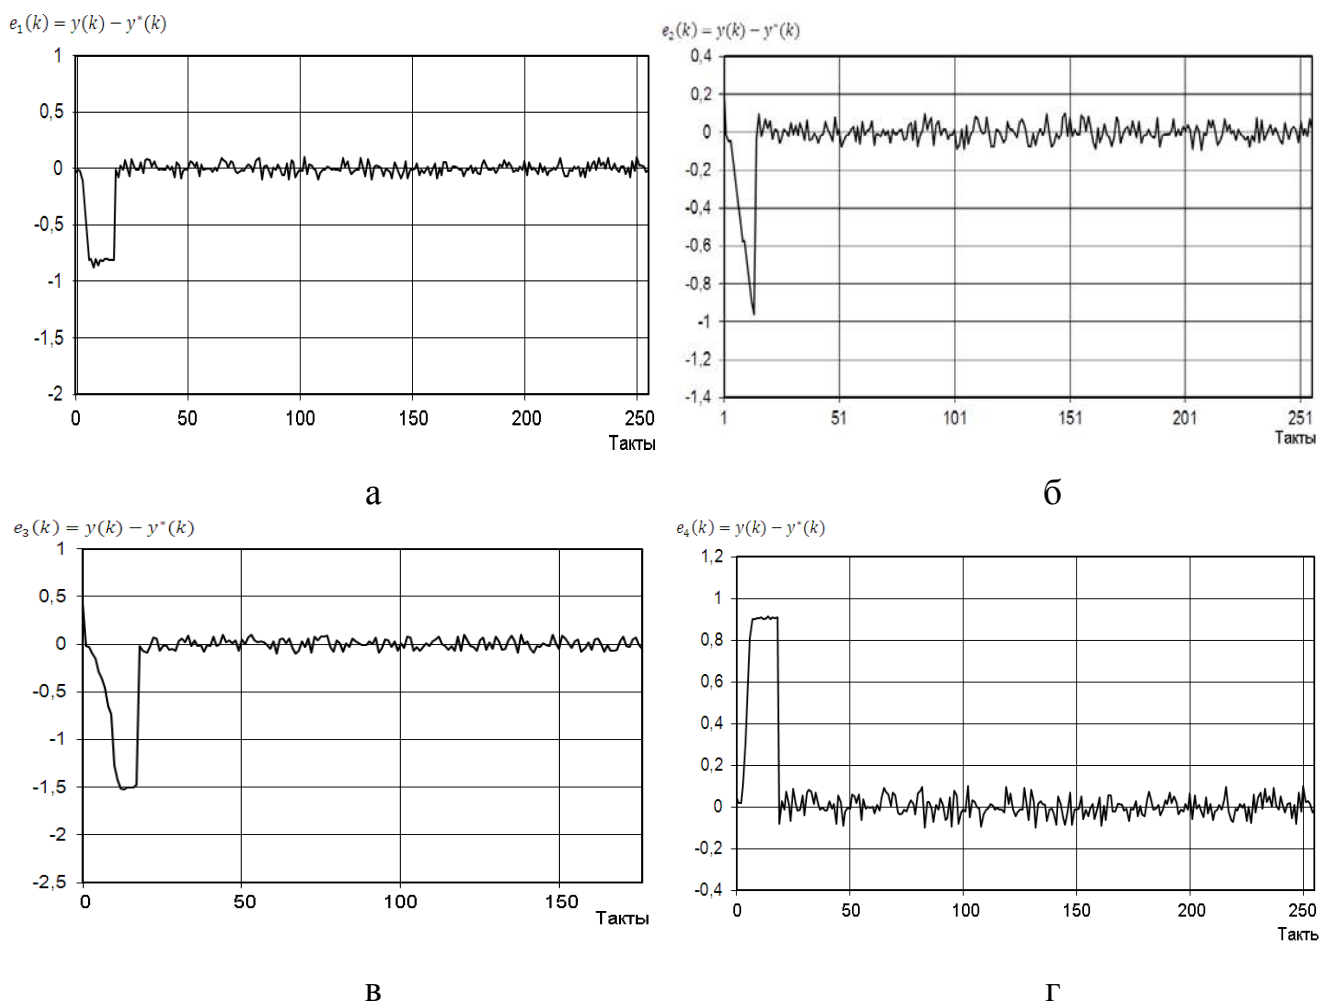 e₁(k) = y(k) − y*(k)
1
0,5
0
-0,5
-1
-1,5
-2
0 50 100 150 200 250
Такты
а
e₂(k) = y(k) − y*(k)
0,4
0,2
0
-0,2
-0,4
-0,6
-0,8
-1
-1,2
-1,4
1 51 101 151 201 251
Такты
б
e₃(k) = y(k) − y*(k)
1
0,5
0
-0,5
-1
-1,5
-2
-2,5
0 50 100 150
Такты
в
e₄(k) = y(k) − y*(k)
1,2
1
0,8
0,6
0,4
0,2
0
-0,2
-0,4
0 50 100 150 200 250
Такть
г